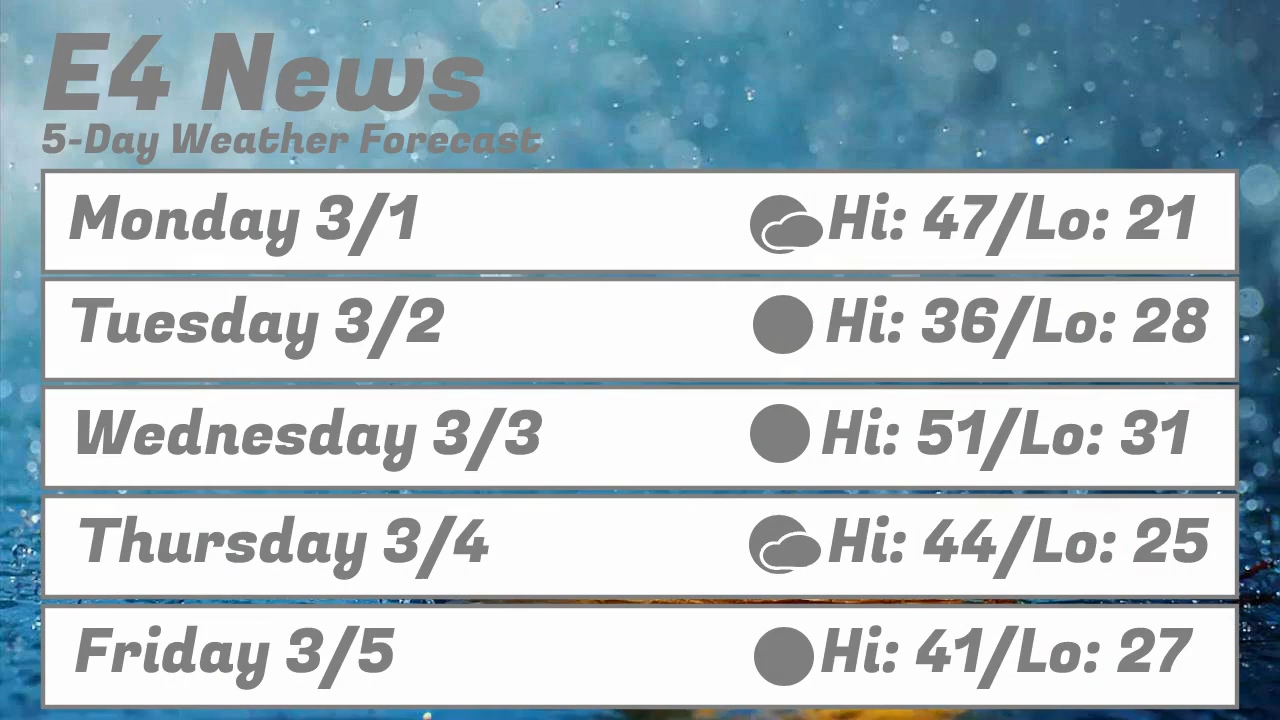 E4 News
5-Day Weather Forecast
Monday 3/1 Hi: 47/Lo: 21
Tuesday 3/2 Hi: 36/Lo: 28
Wednesday 3/3 Hi: 51/Lo: 31
Thursday 3/4 Hi: 44/Lo: 25
Friday 3/5 Hi: 41/Lo: 27